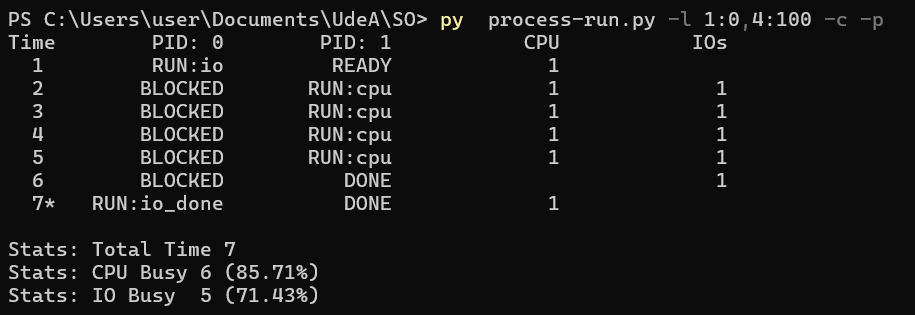 PS C:\Users\user\Documents\UdeA\SO> py  process-run.py -l 1:0,4:100 -c -p
Time        PID: 0        PID: 1           CPU           IOs
  1         RUN:io         READY             1
  2        BLOCKED       RUN:cpu             1             1
  3        BLOCKED       RUN:cpu             1             1
  4        BLOCKED       RUN:cpu             1             1
  5        BLOCKED       RUN:cpu             1             1
  6        BLOCKED          DONE                           1
  7*   RUN:io_done          DONE             1
Stats: Total Time 7
Stats: CPU Busy 6 (85.71%)
Stats: IO Busy  5 (71.43%)